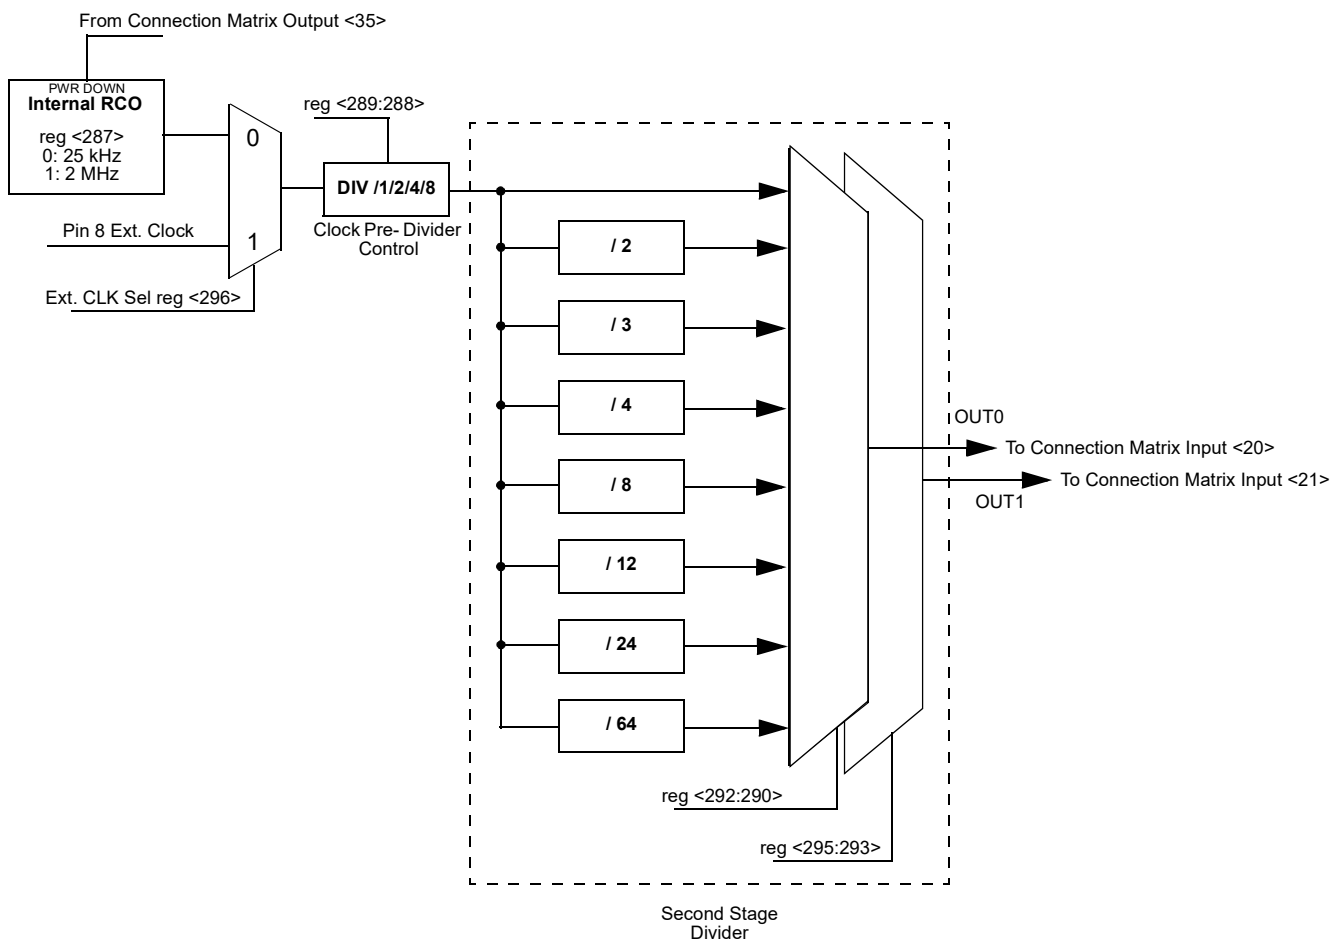 From Connection Matrix Output <35>
PWR DOWN
Internal RCO
reg <287>
0: 25 kHz
1: 2 MHz
0
1
Pin 8 Ext. Clock
Ext. CLK Sel reg <296>
reg <289:288>
DIV /1/2/4/8
Clock Pre- Divider
Control
/ 2
/ 3
/ 4
/ 8
/ 12
/ 24
/ 64
OUT0
To Connection Matrix Input <20>
To Connection Matrix Input <21>
OUT1
reg <292:290>
reg <295:293>
Second Stage
Divider